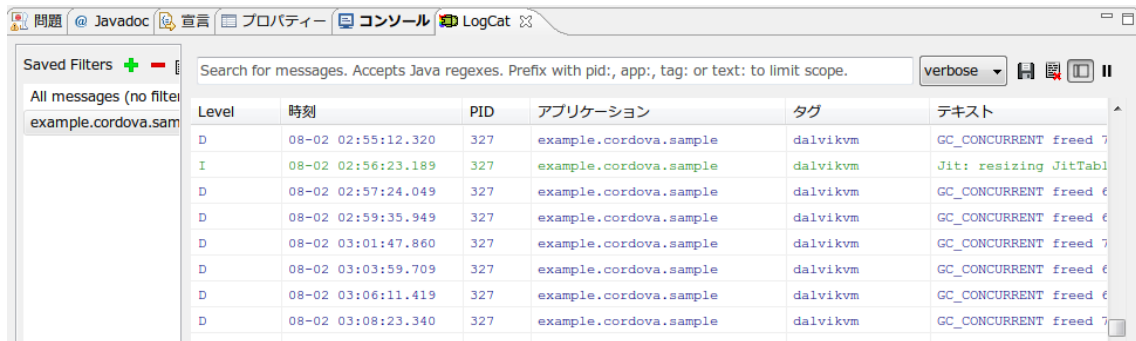 問題 @ Javadoc 宣言 プロパティー コンソール LogCat
Saved Filters
Search for messages. Accepts Java regexes. Prefix with pid:, app:, tag: or text: to limit scope. verbose
All messages (no filter
example.cordova.sam
Level 時刻 PID アプリケーション タグ テキスト
D 08-02 02:55:12.320 327 example.cordova.sample dalvikvm GC_CONCURRENT freed 7
I 08-02 02:56:23.189 327 example.cordova.sample dalvikvm Jit: resizing JitTabl
D 08-02 02:57:24.049 327 example.cordova.sample dalvikvm GC_CONCURRENT freed 6
D 08-02 02:59:35.949 327 example.cordova.sample dalvikvm GC_CONCURRENT freed 6
D 08-02 03:01:47.860 327 example.cordova.sample dalvikvm GC_CONCURRENT freed 7
D 08-02 03:03:59.709 327 example.cordova.sample dalvikvm GC_CONCURRENT freed 6
D 08-02 03:06:11.419 327 example.cordova.sample dalvikvm GC_CONCURRENT freed 6
D 08-02 03:08:23.340 327 example.cordova.sample dalvikvm GC_CONCURRENT freed 7